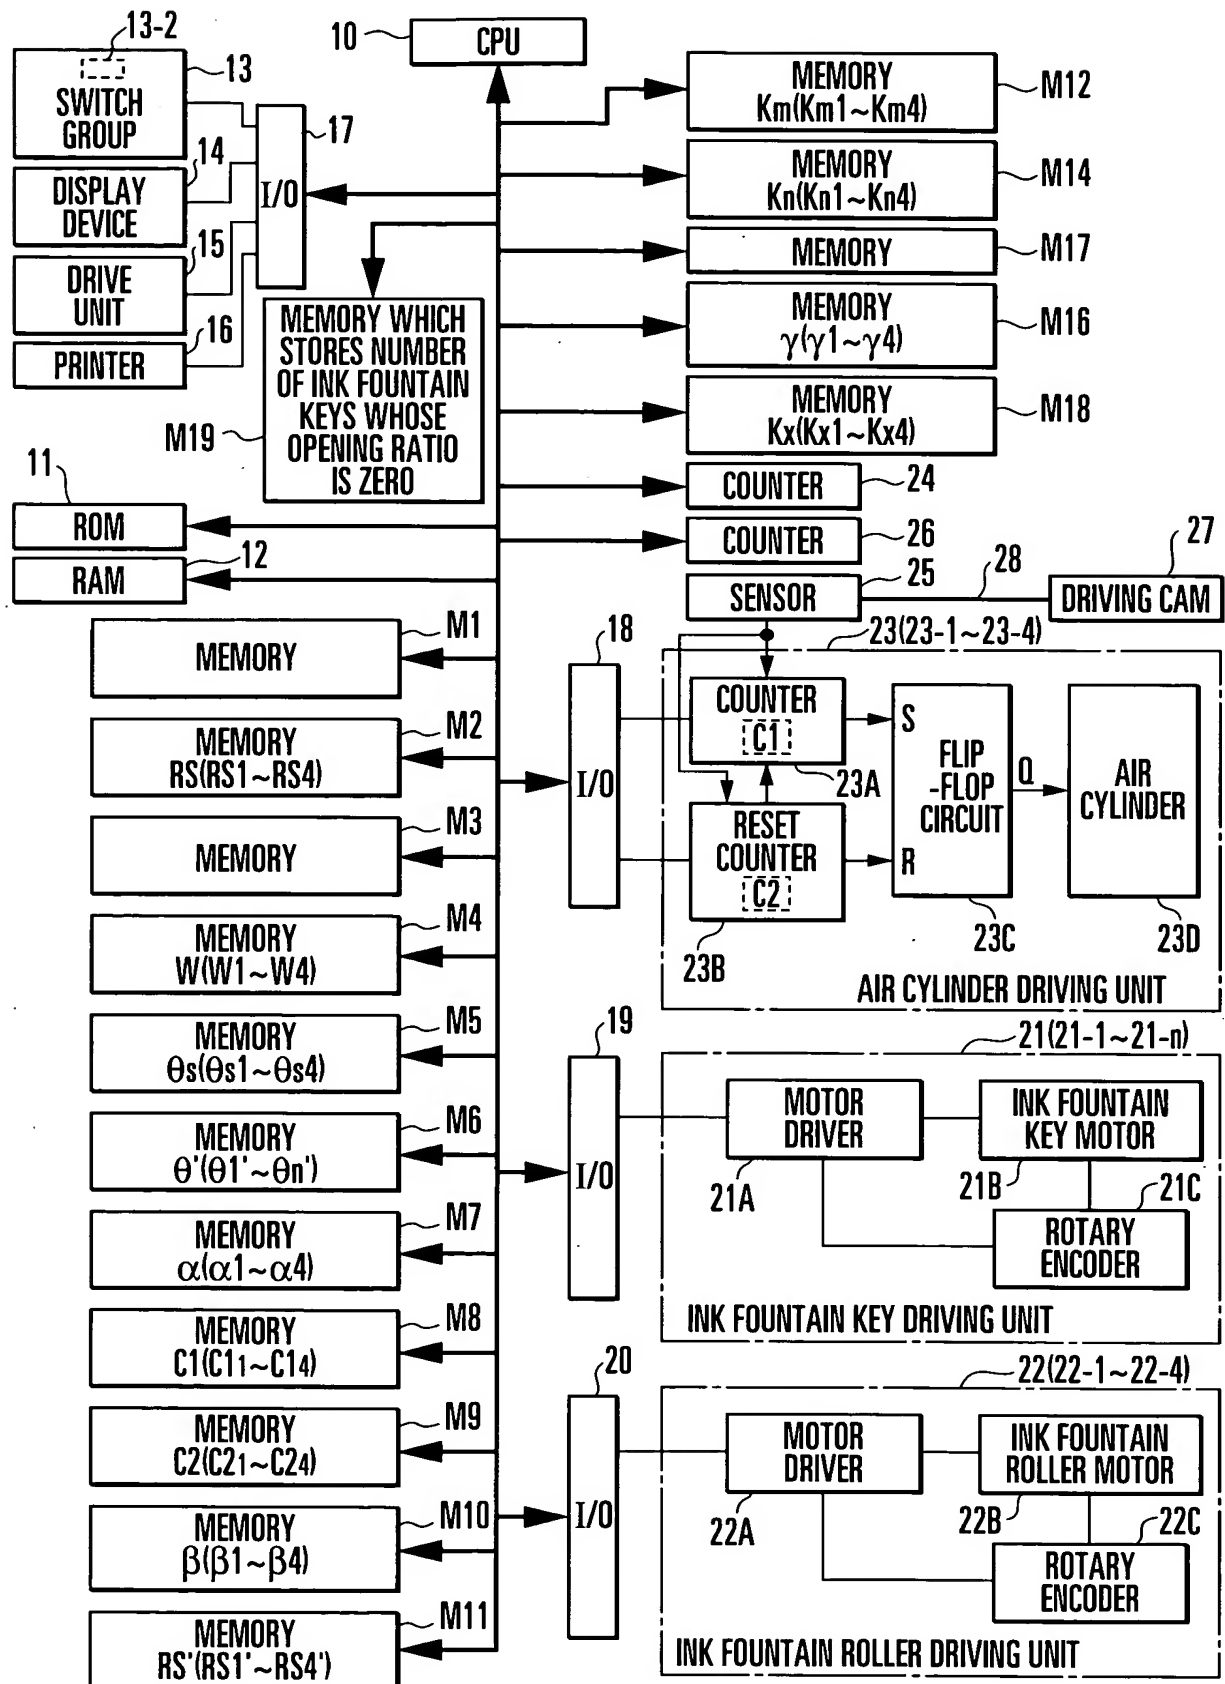 13-2
13
SWITCH
GROUP
14
DISPLAY
DEVICE
15
DRIVE
UNIT
16
PRINTER
17
I/O
10
CPU
MEMORY WHICH
STORES NUMBER
OF INK FOUNTAIN
KEYS WHOSE
OPENING RATIO
IS ZERO
M19
11
ROM
12
RAM
MEMORY
Km(Km1~Km4)
M12
MEMORY
Kn(Kn1~Kn4)
M14
MEMORY
M17
MEMORY
γ(γ1~γ4)
M16
MEMORY
Kx(Kx1~Kx4)
M18
COUNTER
24
COUNTER
26
SENSOR
25
28
27
DRIVING CAM
MEMORY
M1
MEMORY
RS(RS1~RS4)
M2
MEMORY
M3
MEMORY
W(W1~W4)
M4
MEMORY
θs(θs1~θs4)
M5
MEMORY
θ'(θ1'~θn')
M6
MEMORY
α(α1~α4)
M7
MEMORY
C1(C11~C14)
M8
MEMORY
C2(C21~C24)
M9
MEMORY
β(β1~β4)
M10
MEMORY
RS'(RS1'~RS4')
M11
18
I/O
23(23-1~23-4)
COUNTER
C1
23A
RESET
COUNTER
C2
23B
S
R
FLIP
-FLOP
CIRCUIT
Q
23C
AIR
CYLINDER
23D
AIR CYLINDER DRIVING UNIT
19
I/O
21(21-1~21-n)
MOTOR
DRIVER
21A
INK FOUNTAIN
KEY MOTOR
21B
21C
ROTARY
ENCODER
INK FOUNTAIN KEY DRIVING UNIT
20
I/O
22(22-1~22-4)
MOTOR
DRIVER
22A
INK FOUNTAIN
ROLLER MOTOR
22B
22C
ROTARY
ENCODER
INK FOUNTAIN ROLLER DRIVING UNIT